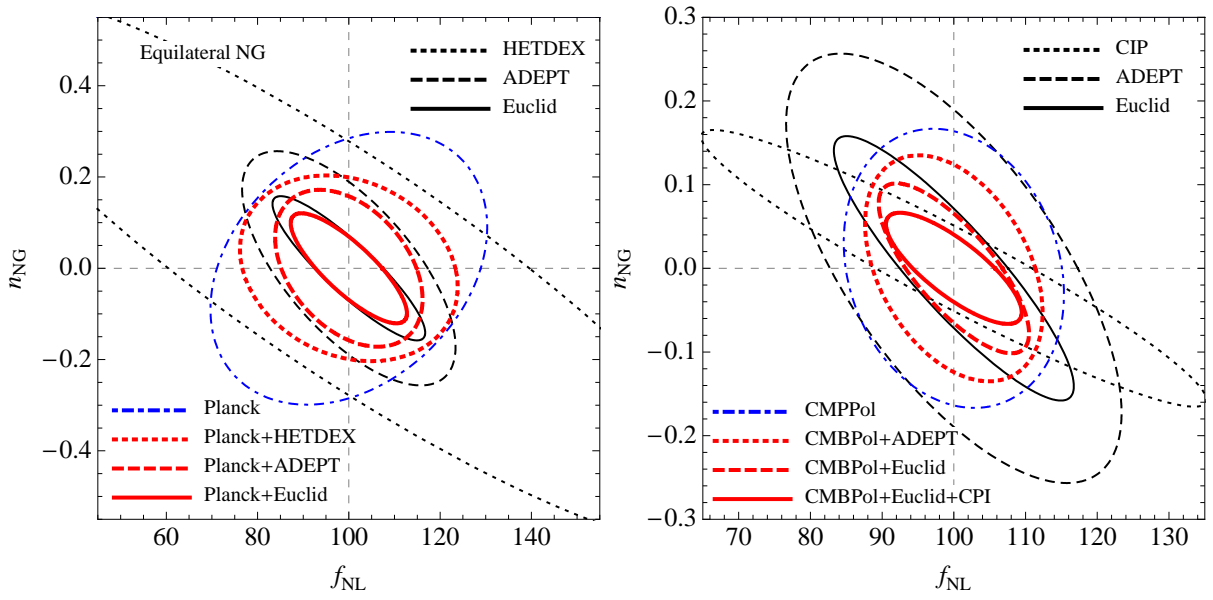 Equilateral NG
HETDEX
ADEPT
Euclid
0.4
0.2
0.0
−0.2
−0.4
n_NG
Planck
Planck+HETDEX
Planck+ADEPT
Planck+Euclid
60 80 100 120 140
f_NL
0.3
0.2
0.1
0.0
−0.1
−0.2
−0.3
n_NG
CIP
ADEPT
Euclid
CMPPol
CMBPol+ADEPT
CMBPol+Euclid
CMBPol+Euclid+CPI
70 80 90 100 110 120 130
f_NL